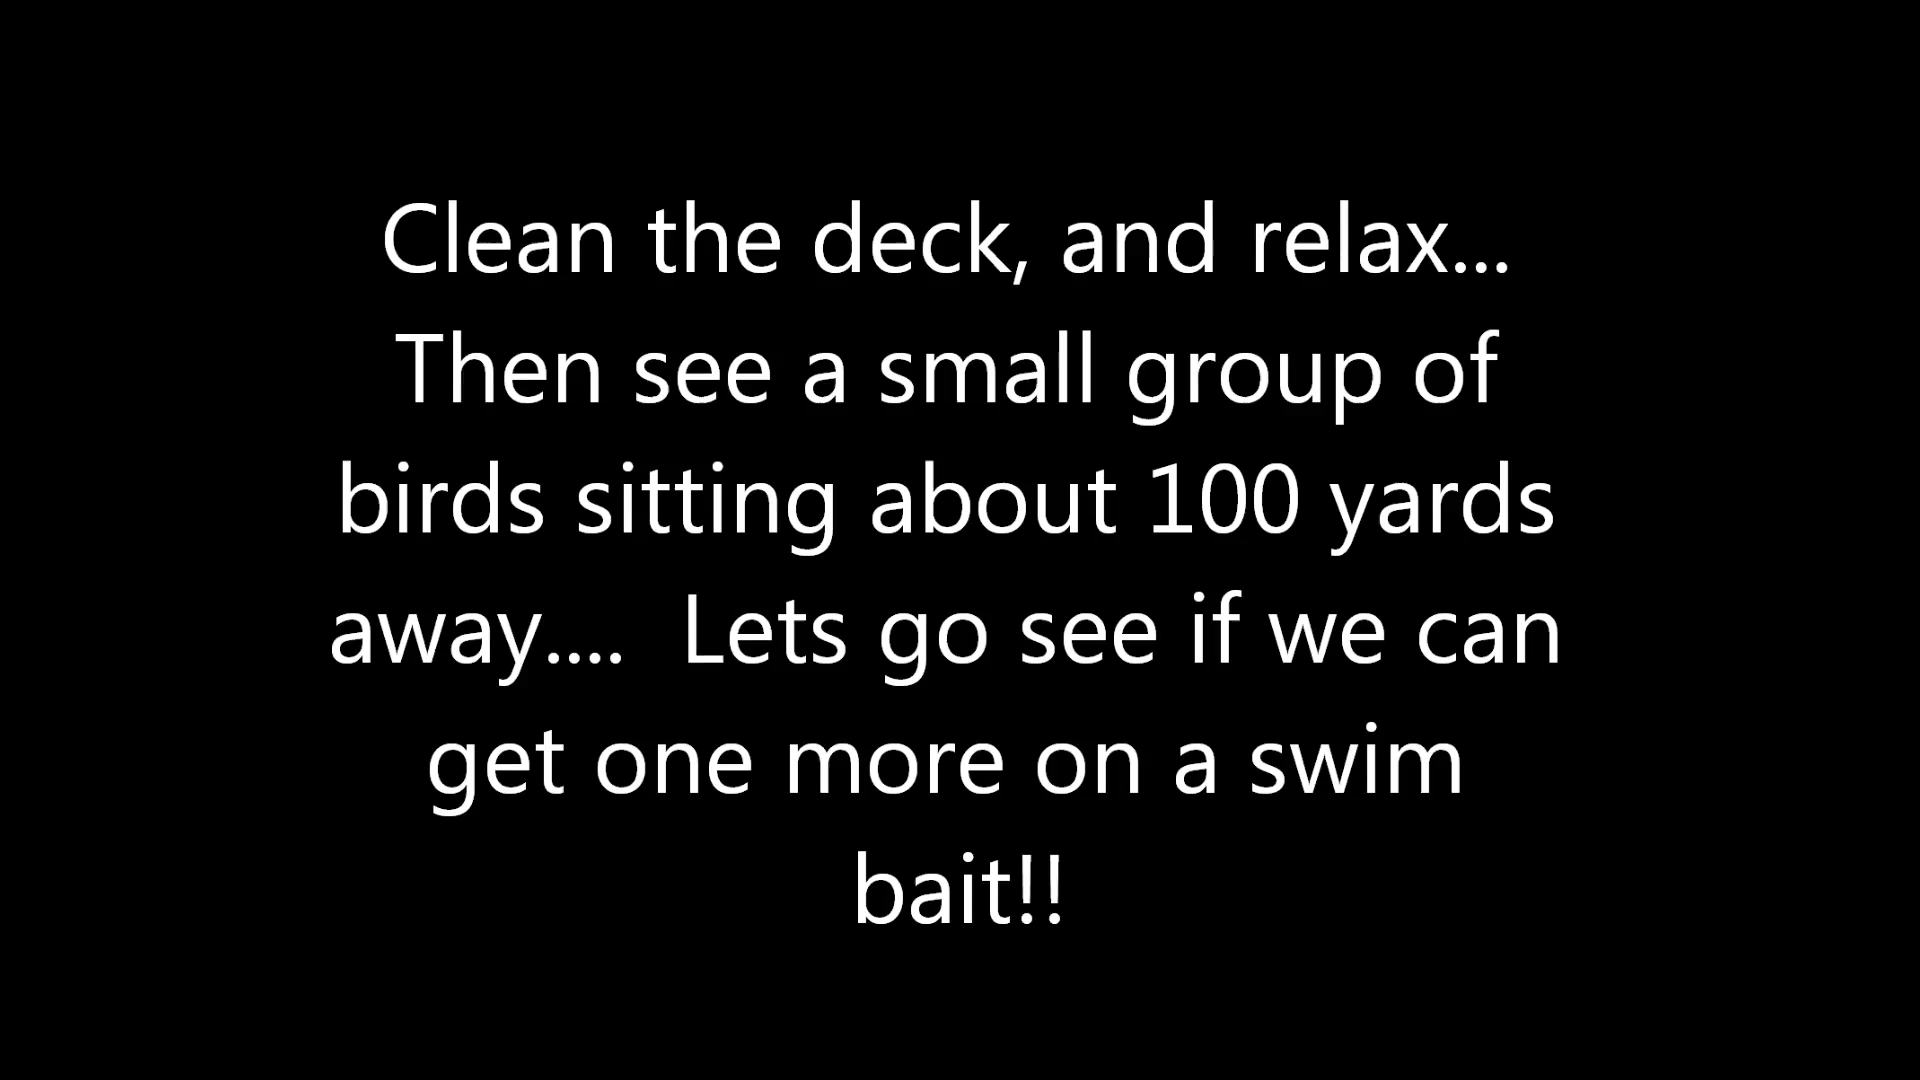 Clean the deck, and relax...
Then see a small group of
birds sitting about 100 yards
away....  Lets go see if we can
get one more on a swim
bait!!